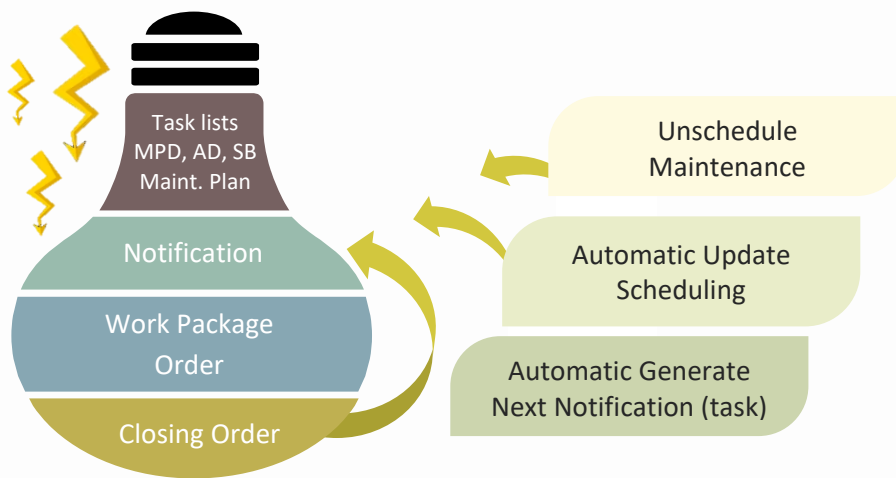 Task lists
MPD, AD, SB
Maint. Plan
Notification
Work Package
Order
Closing Order
Unschedule
Maintenance
Automatic Update
Scheduling
Automatic Generate
Next Notification (task)